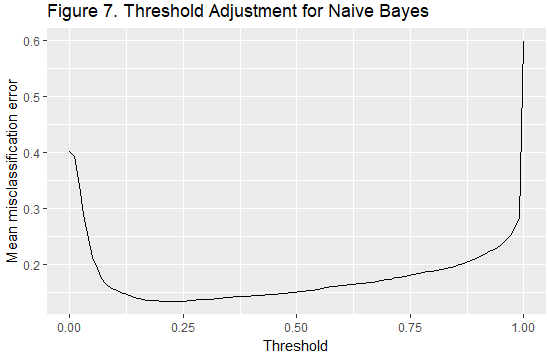 Figure 7. Threshold Adjustment for Naive Bayes
0.6
0.5
0.4
0.3
0.2
Mean misclassification error
0.00 0.25 0.50 0.75 1.00
Threshold